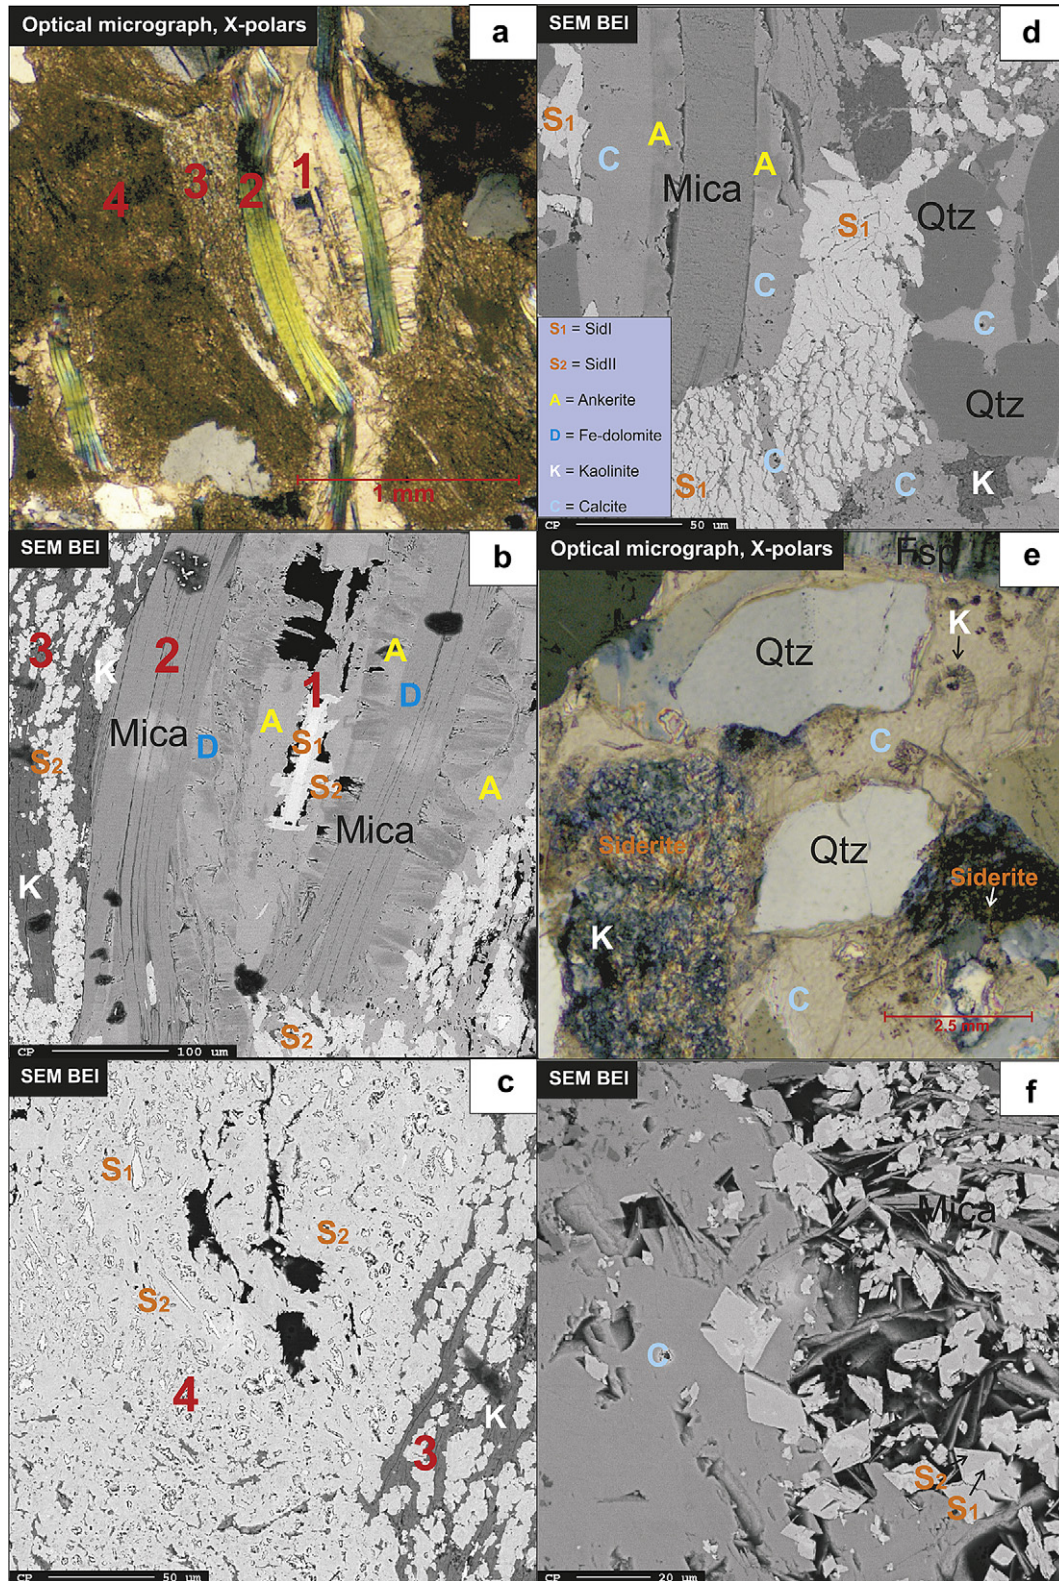 Optical micrograph, X-polars
a
1
2
3
4
1 mm
SEM BEI
b
3
K
2
1
A
D
S1
A
Mica
D
S2
S2
Mica
A
K
S2
CP 100 um
SEM BEI
c
S1
S2
S2
4
K
3
CP 50 um
SEM BEI
d
S1
A
C
Mica
A
S1
Qtz
C
C
S1 = SidI
S2 = SidII
A = Ankerite
D = Fe-dolomite
K = Kaolinite
C = Calcite
Qtz
C
S1
C
K
CP 50 um
Optical micrograph, X-polars
Fsp
e
K
Qtz
C
Siderite
Qtz
Siderite
K
C
2.5 mm
SEM BEI
f
Mica
C
S2
S1
CP 20 um